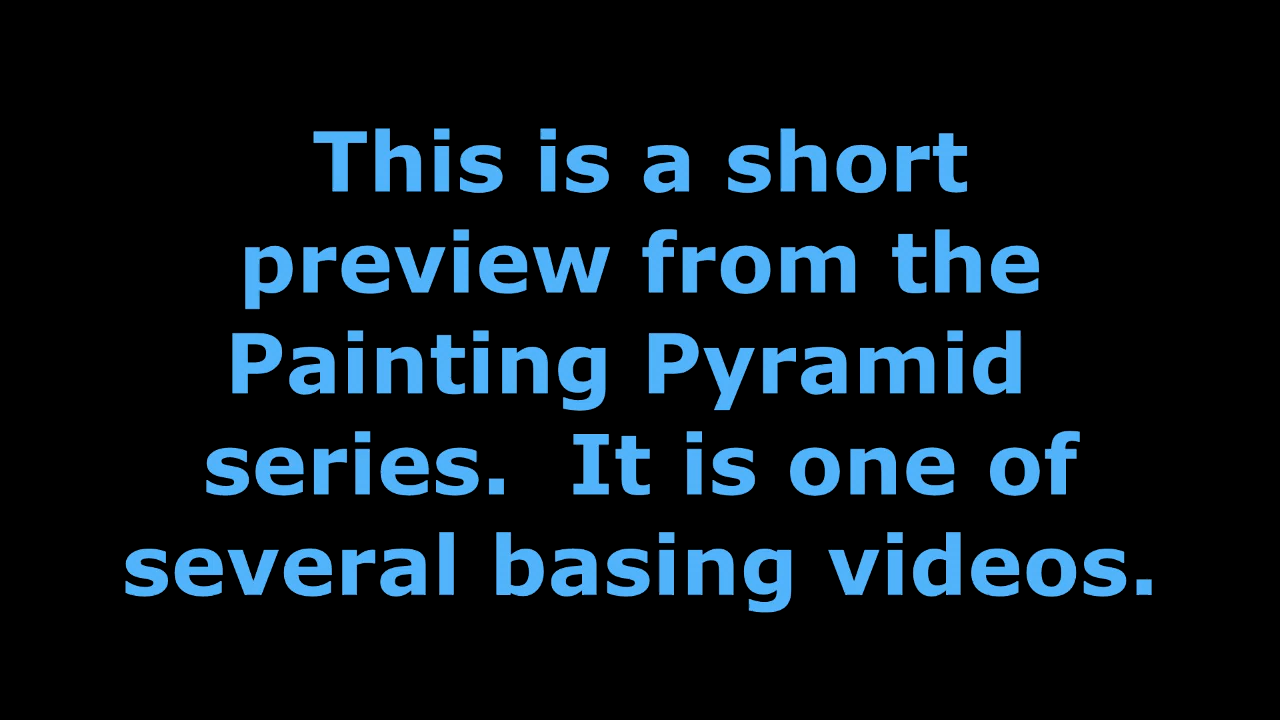 This is a short
preview from the
Painting Pyramid
series.  It is one of
several basing videos.